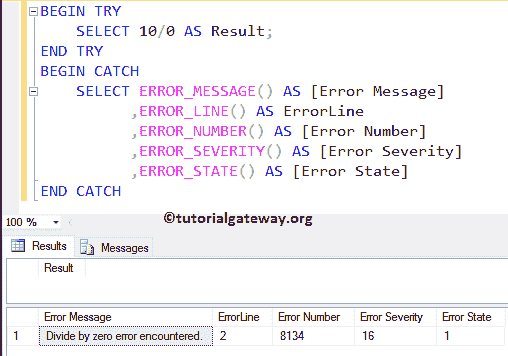 BEGIN TRY
SELECT 10/0 AS Result;
END TRY
BEGIN CATCH
SELECT ERROR_MESSAGE() AS [Error Message]
,ERROR_LINE() AS ErrorLine
,ERROR_NUMBER() AS [Error Number]
,ERROR_SEVERITY() AS [Error Severity]
,ERROR_STATE() AS [Error State]
END CATCH
©tutorialgateway.org
100 %
Results Messages
Result
Error Message ErrorLine Error Number Error Severity Error State
1 Divide by zero error encountered. 2 8134 16 1